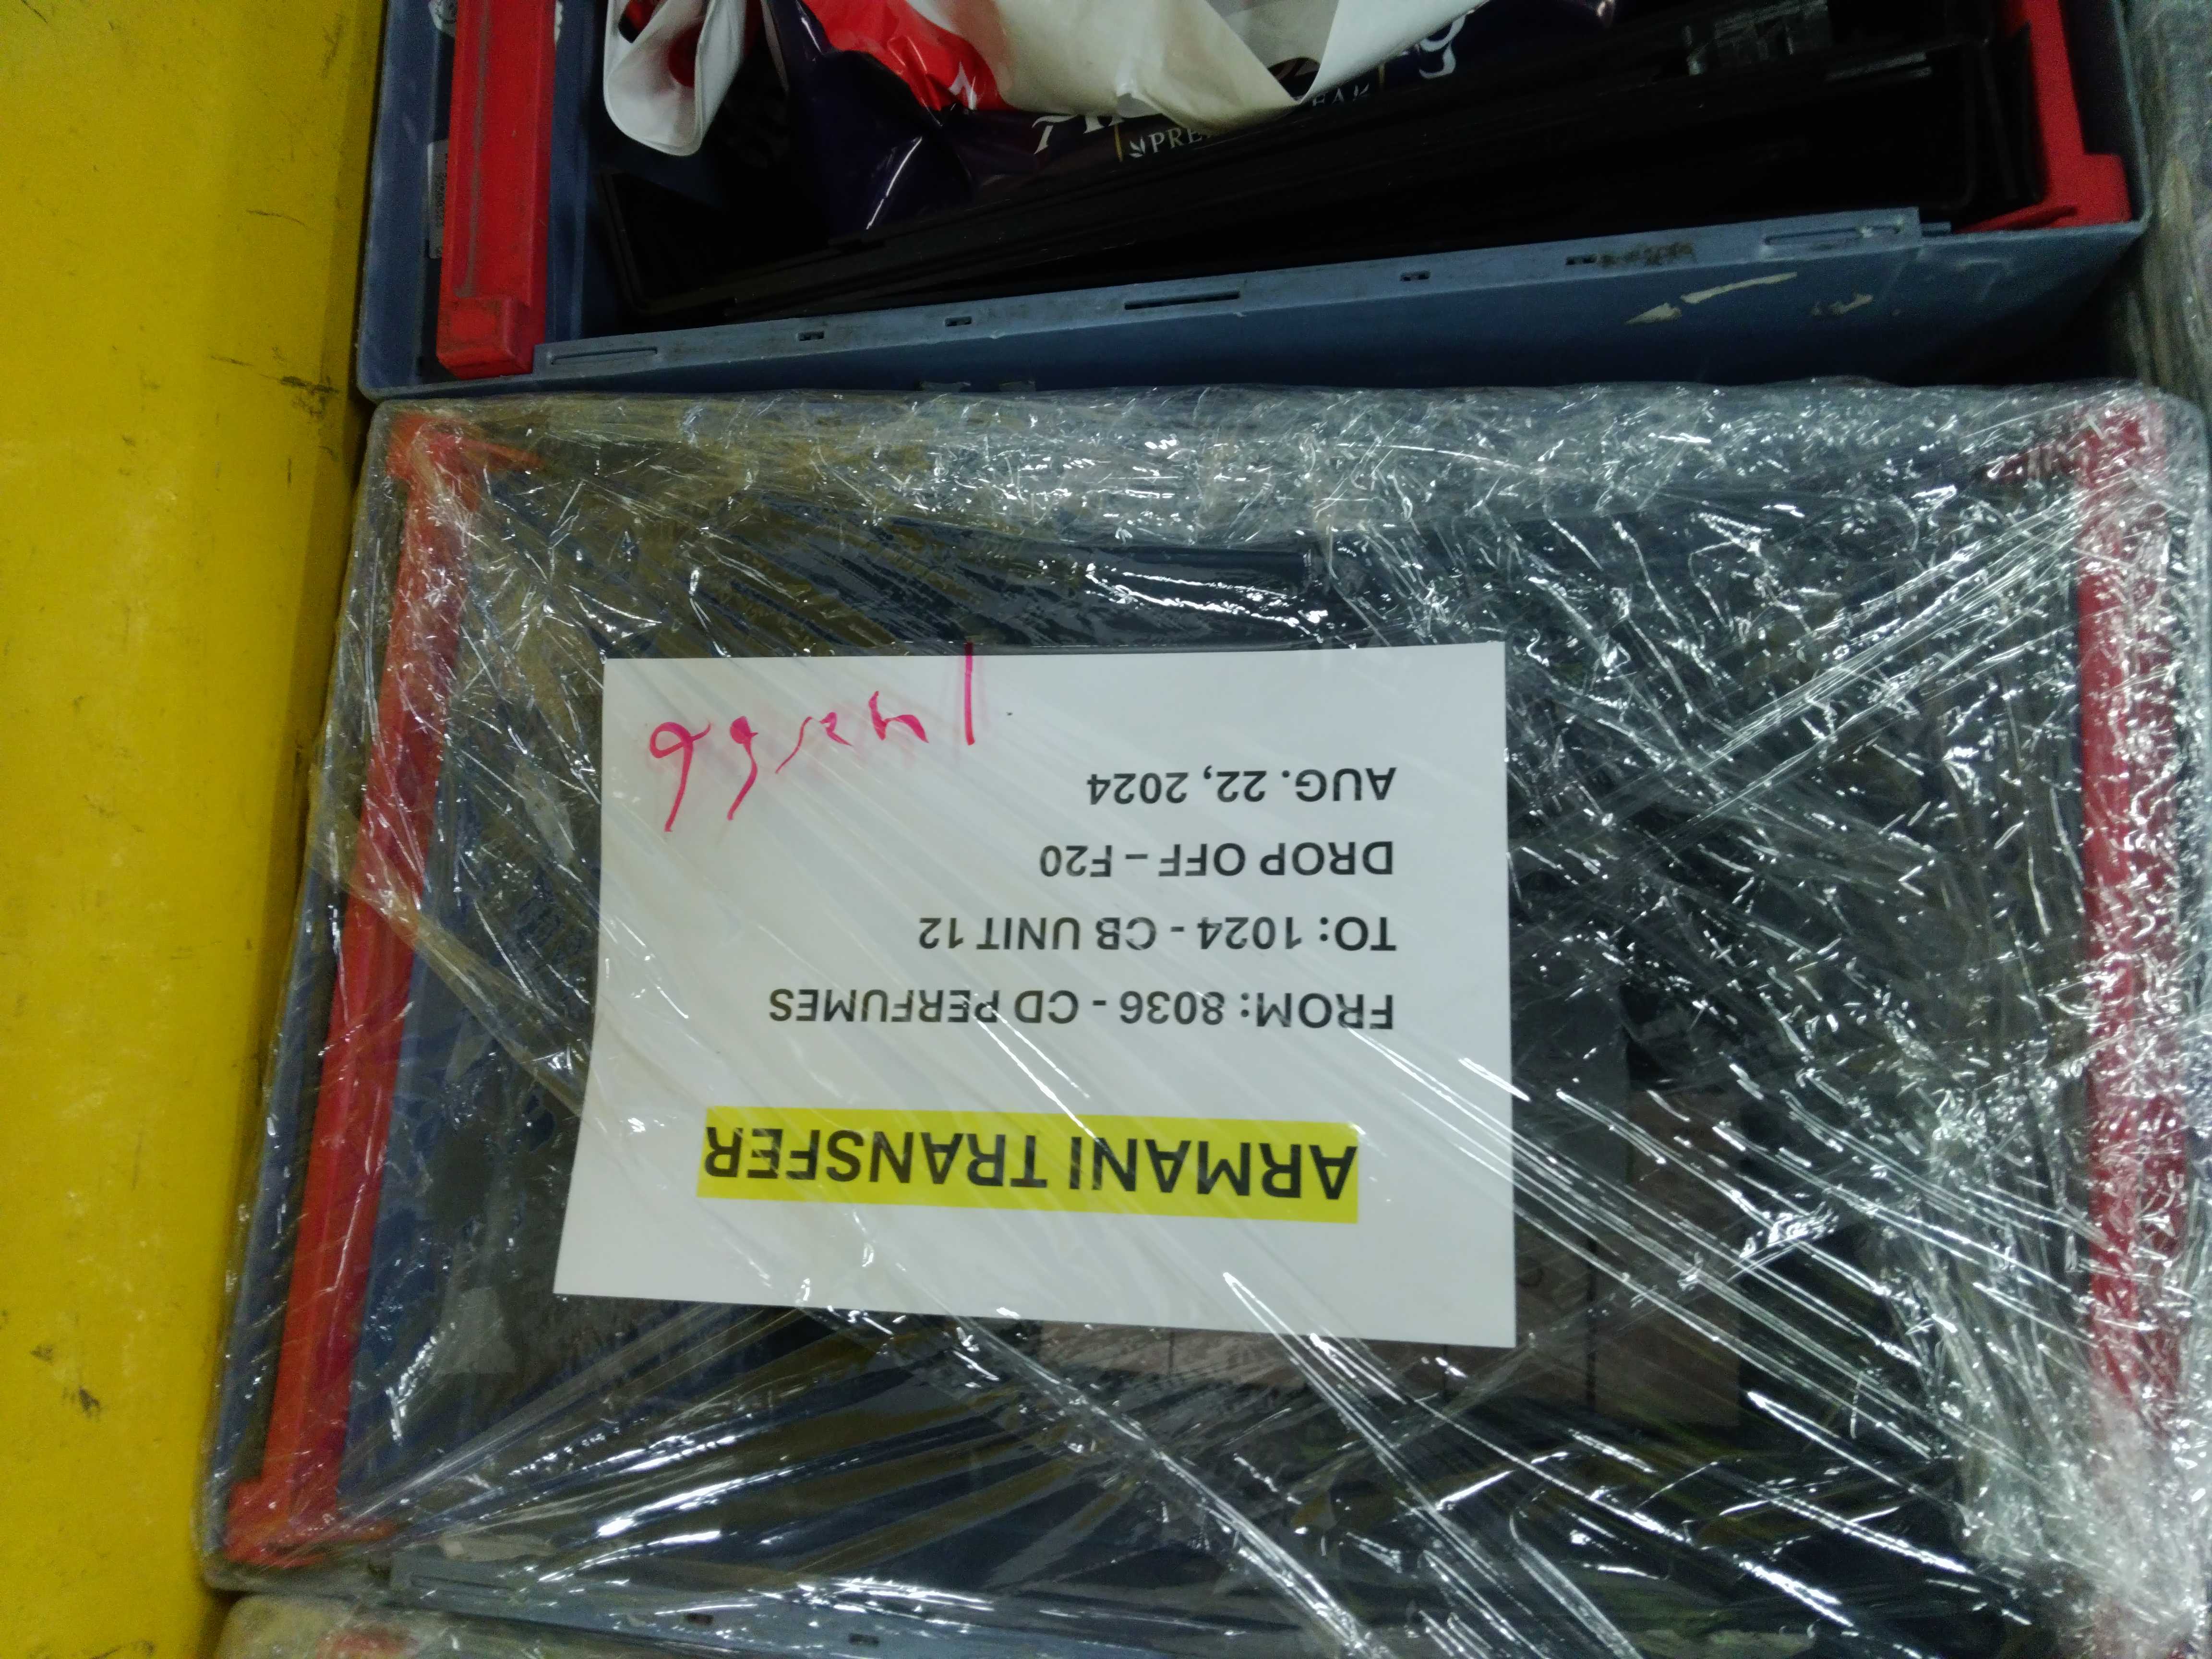 ARMANI TRANSFER
FROM: 8036 - CD PERFUMES
TO: 1024 - CB UNIT 12
DROP OFF – F20
AUG. 22, 2024